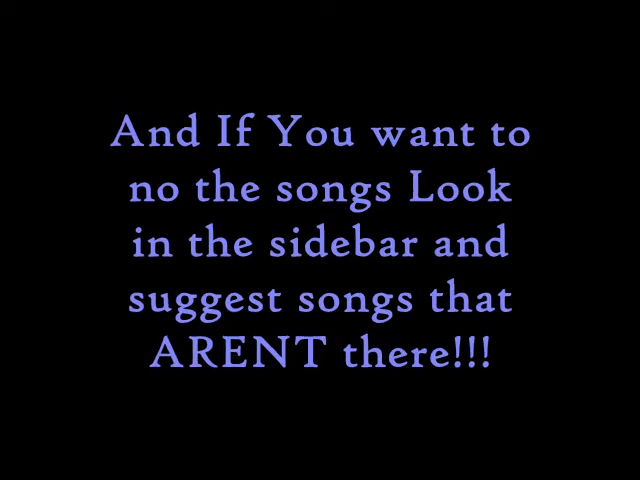 And If You want to
no the songs Look
in the sidebar and
suggest songs that
ARENT there!!!